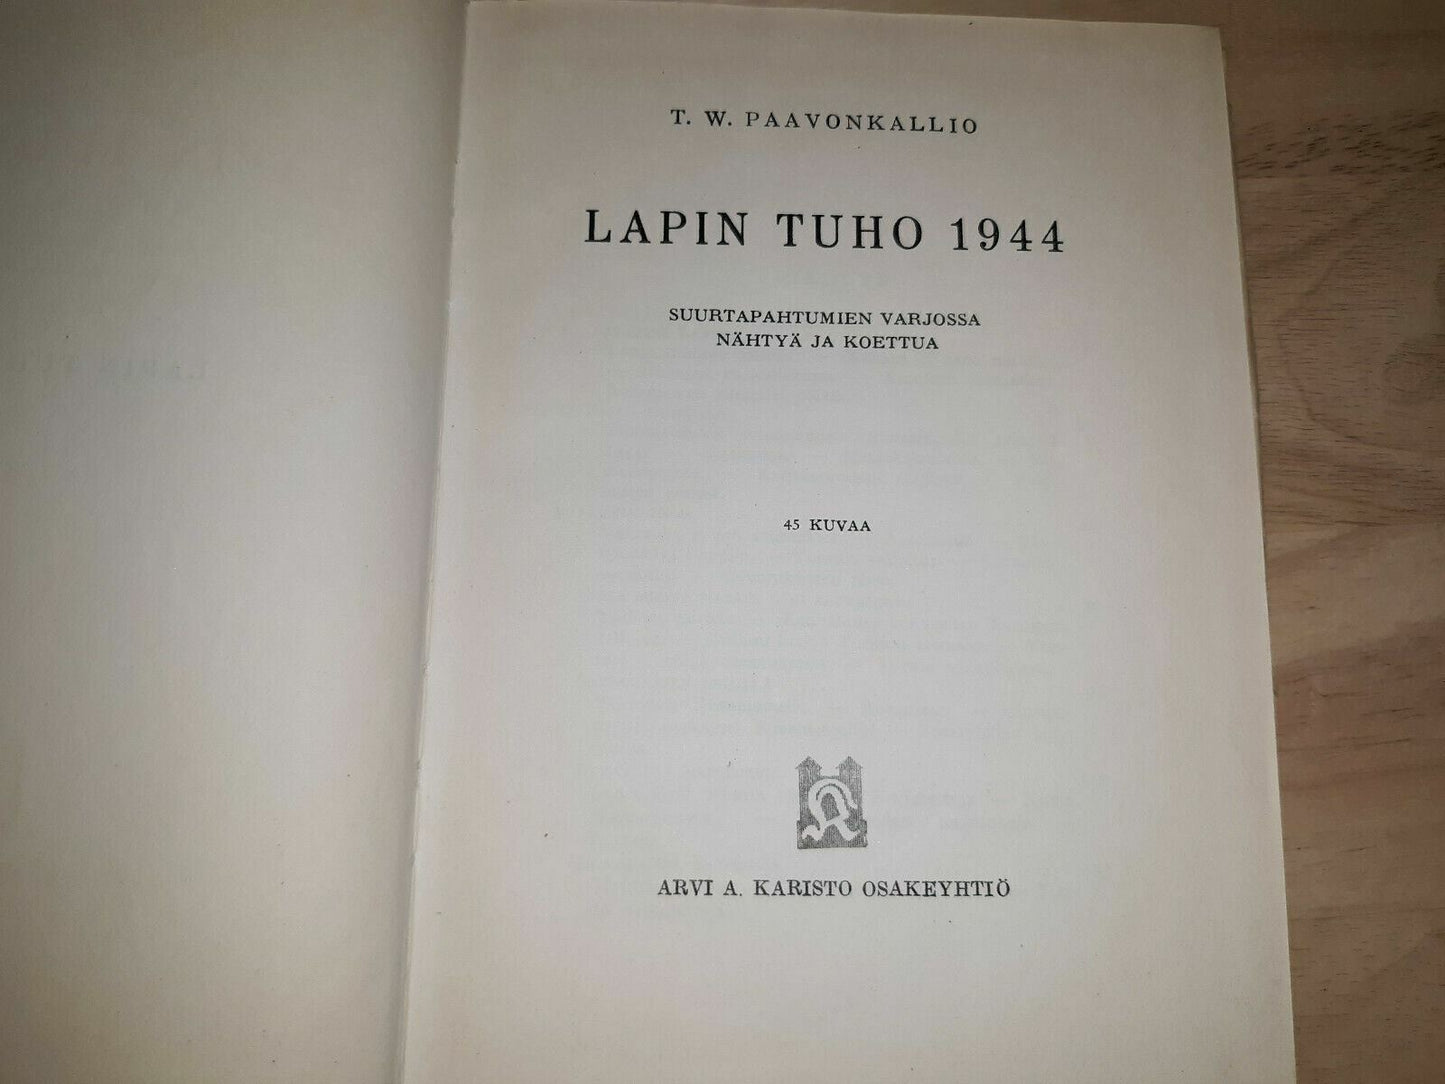 T. W. PAAVONKALLIO
LAPIN TUHO 1944
SUURTAPAHTUMIEN VARJOSSA
NÄHTYÄ JA KOETTUA
45 KUVAA
K
ARVI A. KARISTO OSAKEYHTIÖ